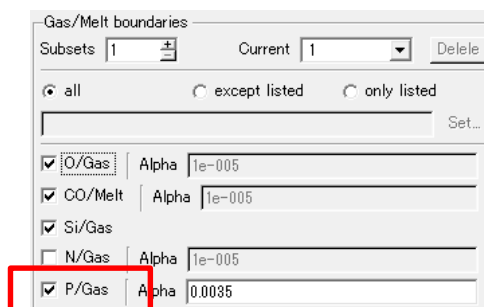 Gas/Melt boundaries
Subsets 1 Current 1 Delele
all except listed only listed
Set...
O/Gas Alpha 1e-005
CO/Melt Alpha 1e-005
Si/Gas
N/Gas Alpha 1e-005
P/Gas Alpha 0.0035